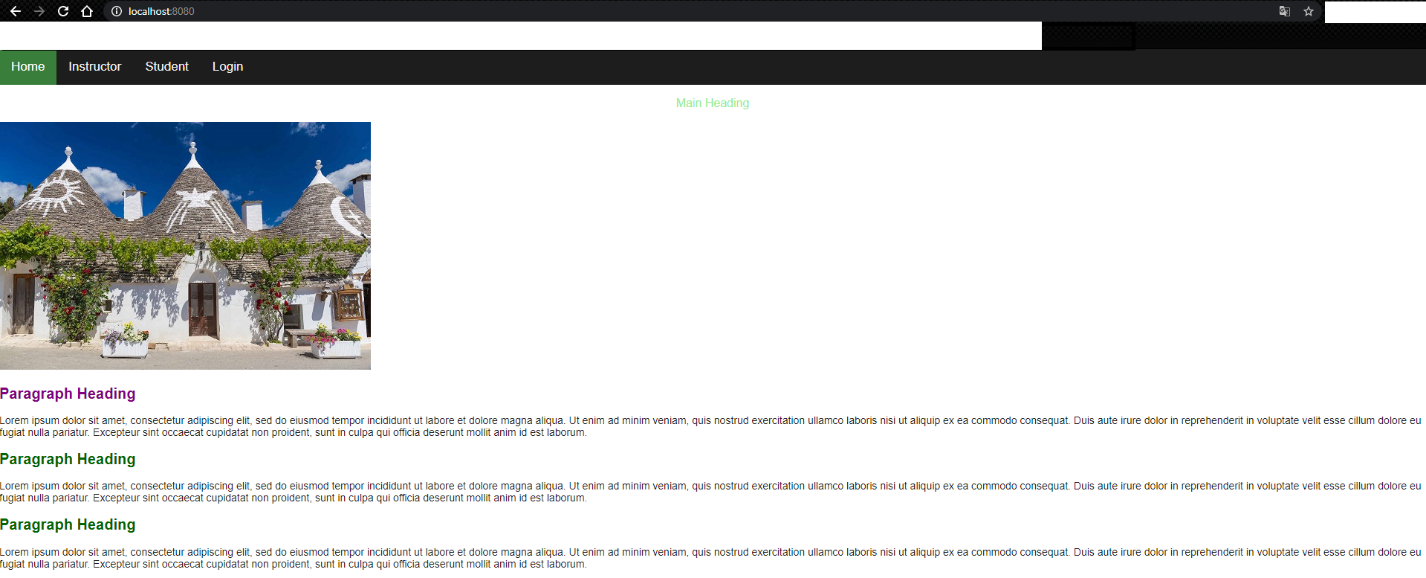 localhost:8080
Home Instructor Student Login
Main Heading
Paragraph Heading
Lorem ipsum dolor sit amet, consectetur adipiscing elit, sed do eiusmod tempor incididunt ut labore et dolore magna aliqua. Ut enim ad minim veniam, quis nostrud exercitation ullamco laboris nisi ut aliquip ex ea commodo consequat. Duis aute irure dolor in reprehenderit in voluptate velit esse cillum dolore eu
fugiat nulla pariatur. Excepteur sint occaecat cupidatat non proident, sunt in culpa qui officia deserunt mollit anim id est laborum.
Paragraph Heading
Lorem ipsum dolor sit amet, consectetur adipiscing elit, sed do eiusmod tempor incididunt ut labore et dolore magna aliqua. Ut enim ad minim veniam, quis nostrud exercitation ullamco laboris nisi ut aliquip ex ea commodo consequat. Duis aute irure dolor in reprehenderit in voluptate velit esse cillum dolore eu
fugiat nulla pariatur. Excepteur sint occaecat cupidatat non proident, sunt in culpa qui officia deserunt mollit anim id est laborum.
Paragraph Heading
Lorem ipsum dolor sit amet, consectetur adipiscing elit, sed do eiusmod tempor incididunt ut labore et dolore magna aliqua. Ut enim ad minim veniam, quis nostrud exercitation ullamco laboris nisi ut aliquip ex ea commodo consequat. Duis aute irure dolor in reprehenderit in voluptate velit esse cillum dolore eu
fugiat nulla pariatur. Excepteur sint occaecat cupidatat non proident, sunt in culpa qui officia deserunt mollit anim id est laborum.